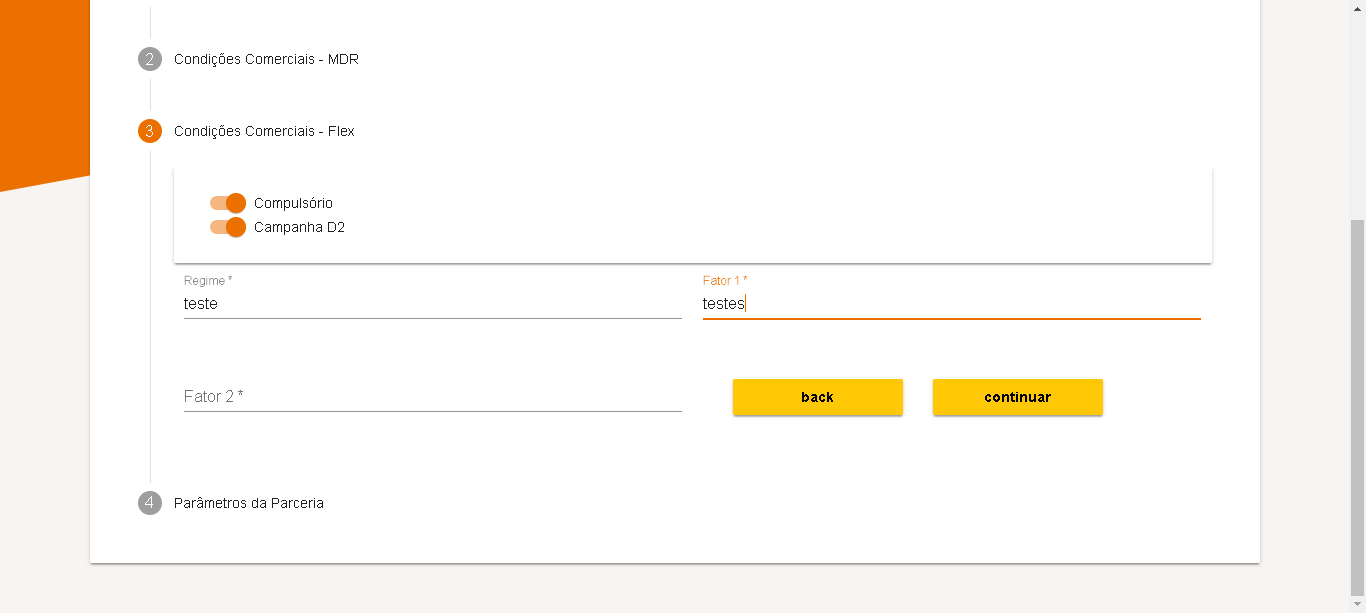 2 Condições Comerciais - MDR
3 Condições Comerciais - Flex
Compulsório
Campanha D2
Regime *
teste
Fator 1 *
testes
Fator 2 *
back
continuar
4 Parâmetros da Parceria